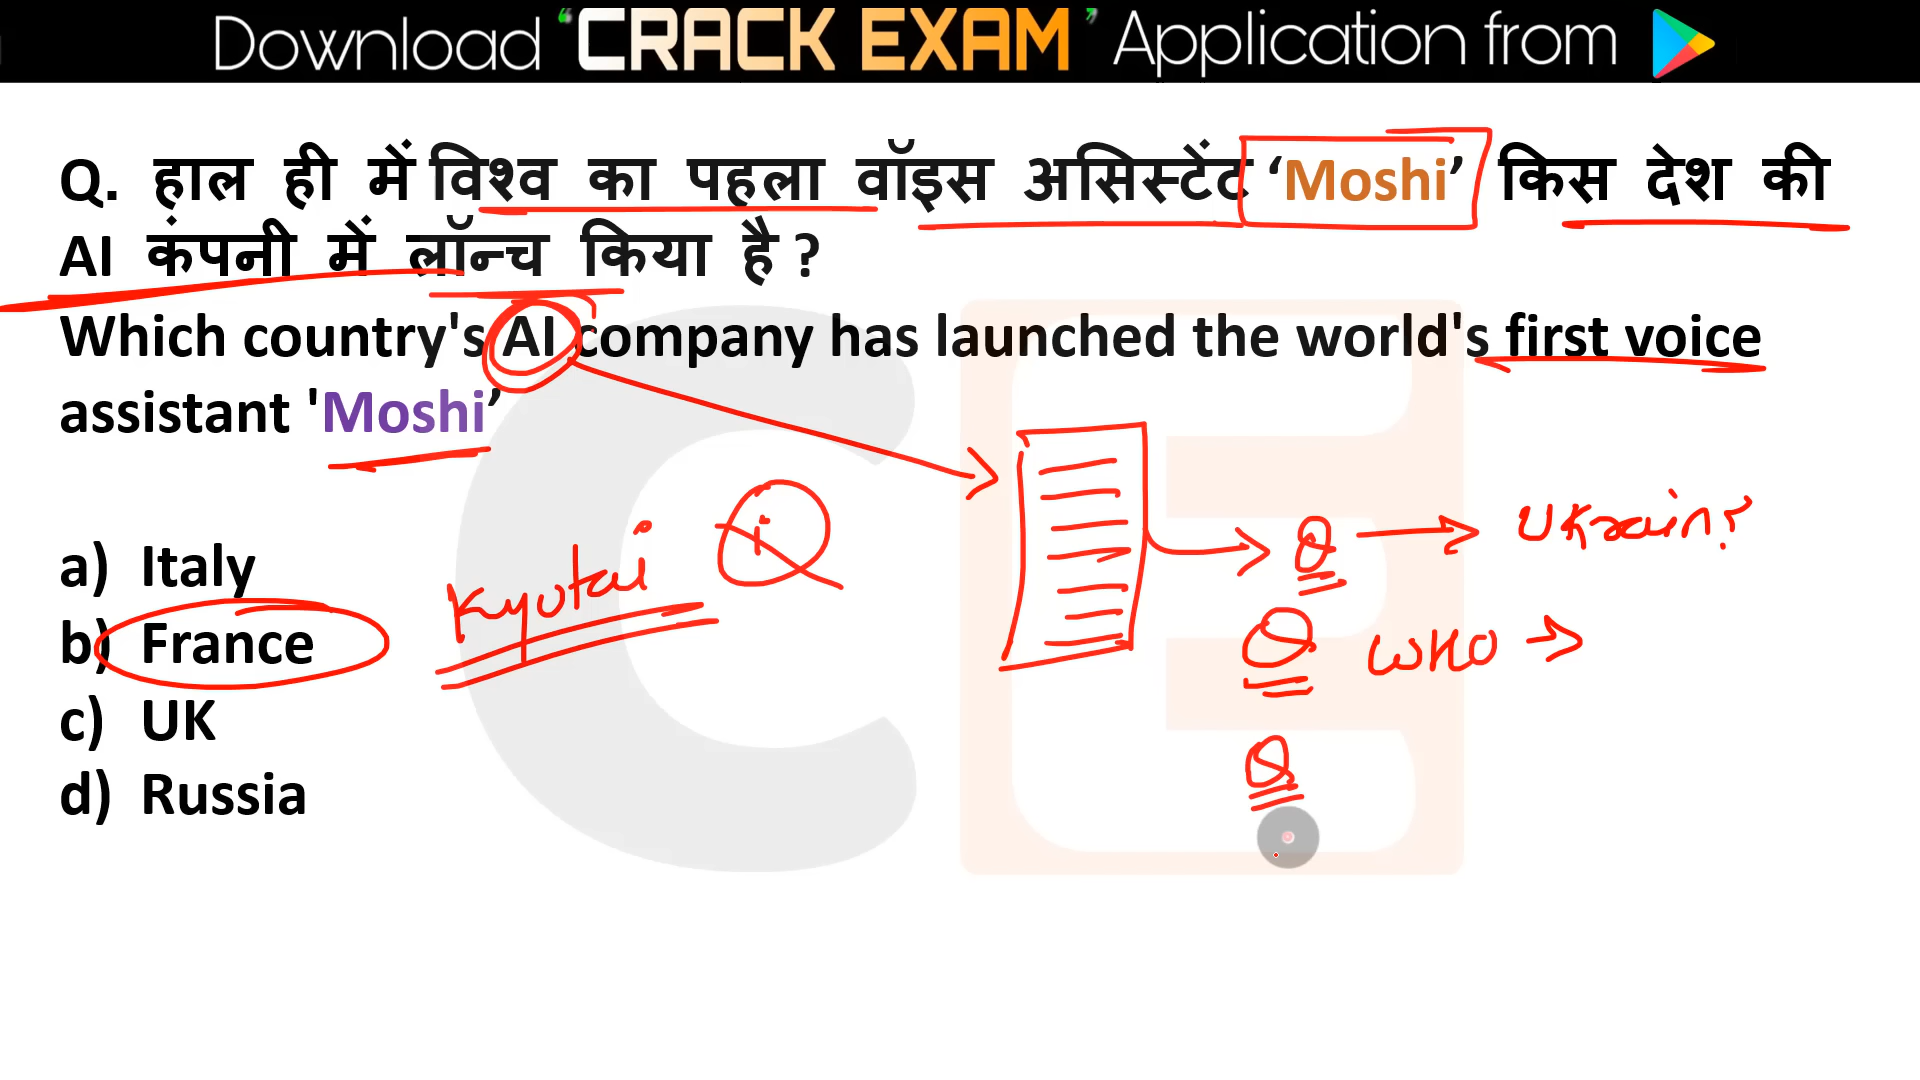 Download ‘CRACK EXAM’ Application from
Q. हाल ही में विश्व का पहला वॉइस असिस्टेंट ‘Moshi’ किस देश की
AI कंपनी में लॉन्च किया है ?
Which country's AI company has launched the world's first voice
assistant 'Moshi’
a) Italy
b) France
c) UK
d) Russia
Kyutai
i
Q
Q WHO
Q
CE